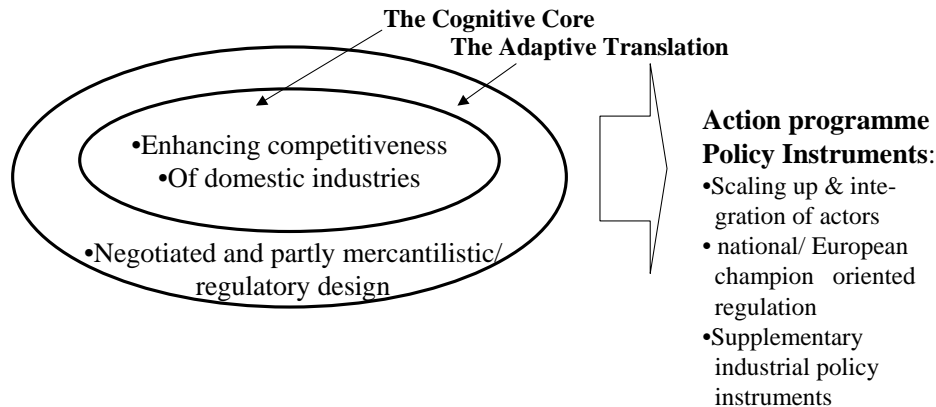 The Cognitive Core
The Adaptive Translation
•Enhancing competitiveness
•Of domestic industries
•Negotiated and partly mercantilistic/
regulatory design
Action programme
Policy Instruments:
•Scaling up & inte-
gration of actors
• national/ European
champion oriented
regulation
•Supplementary
industrial policy
instruments